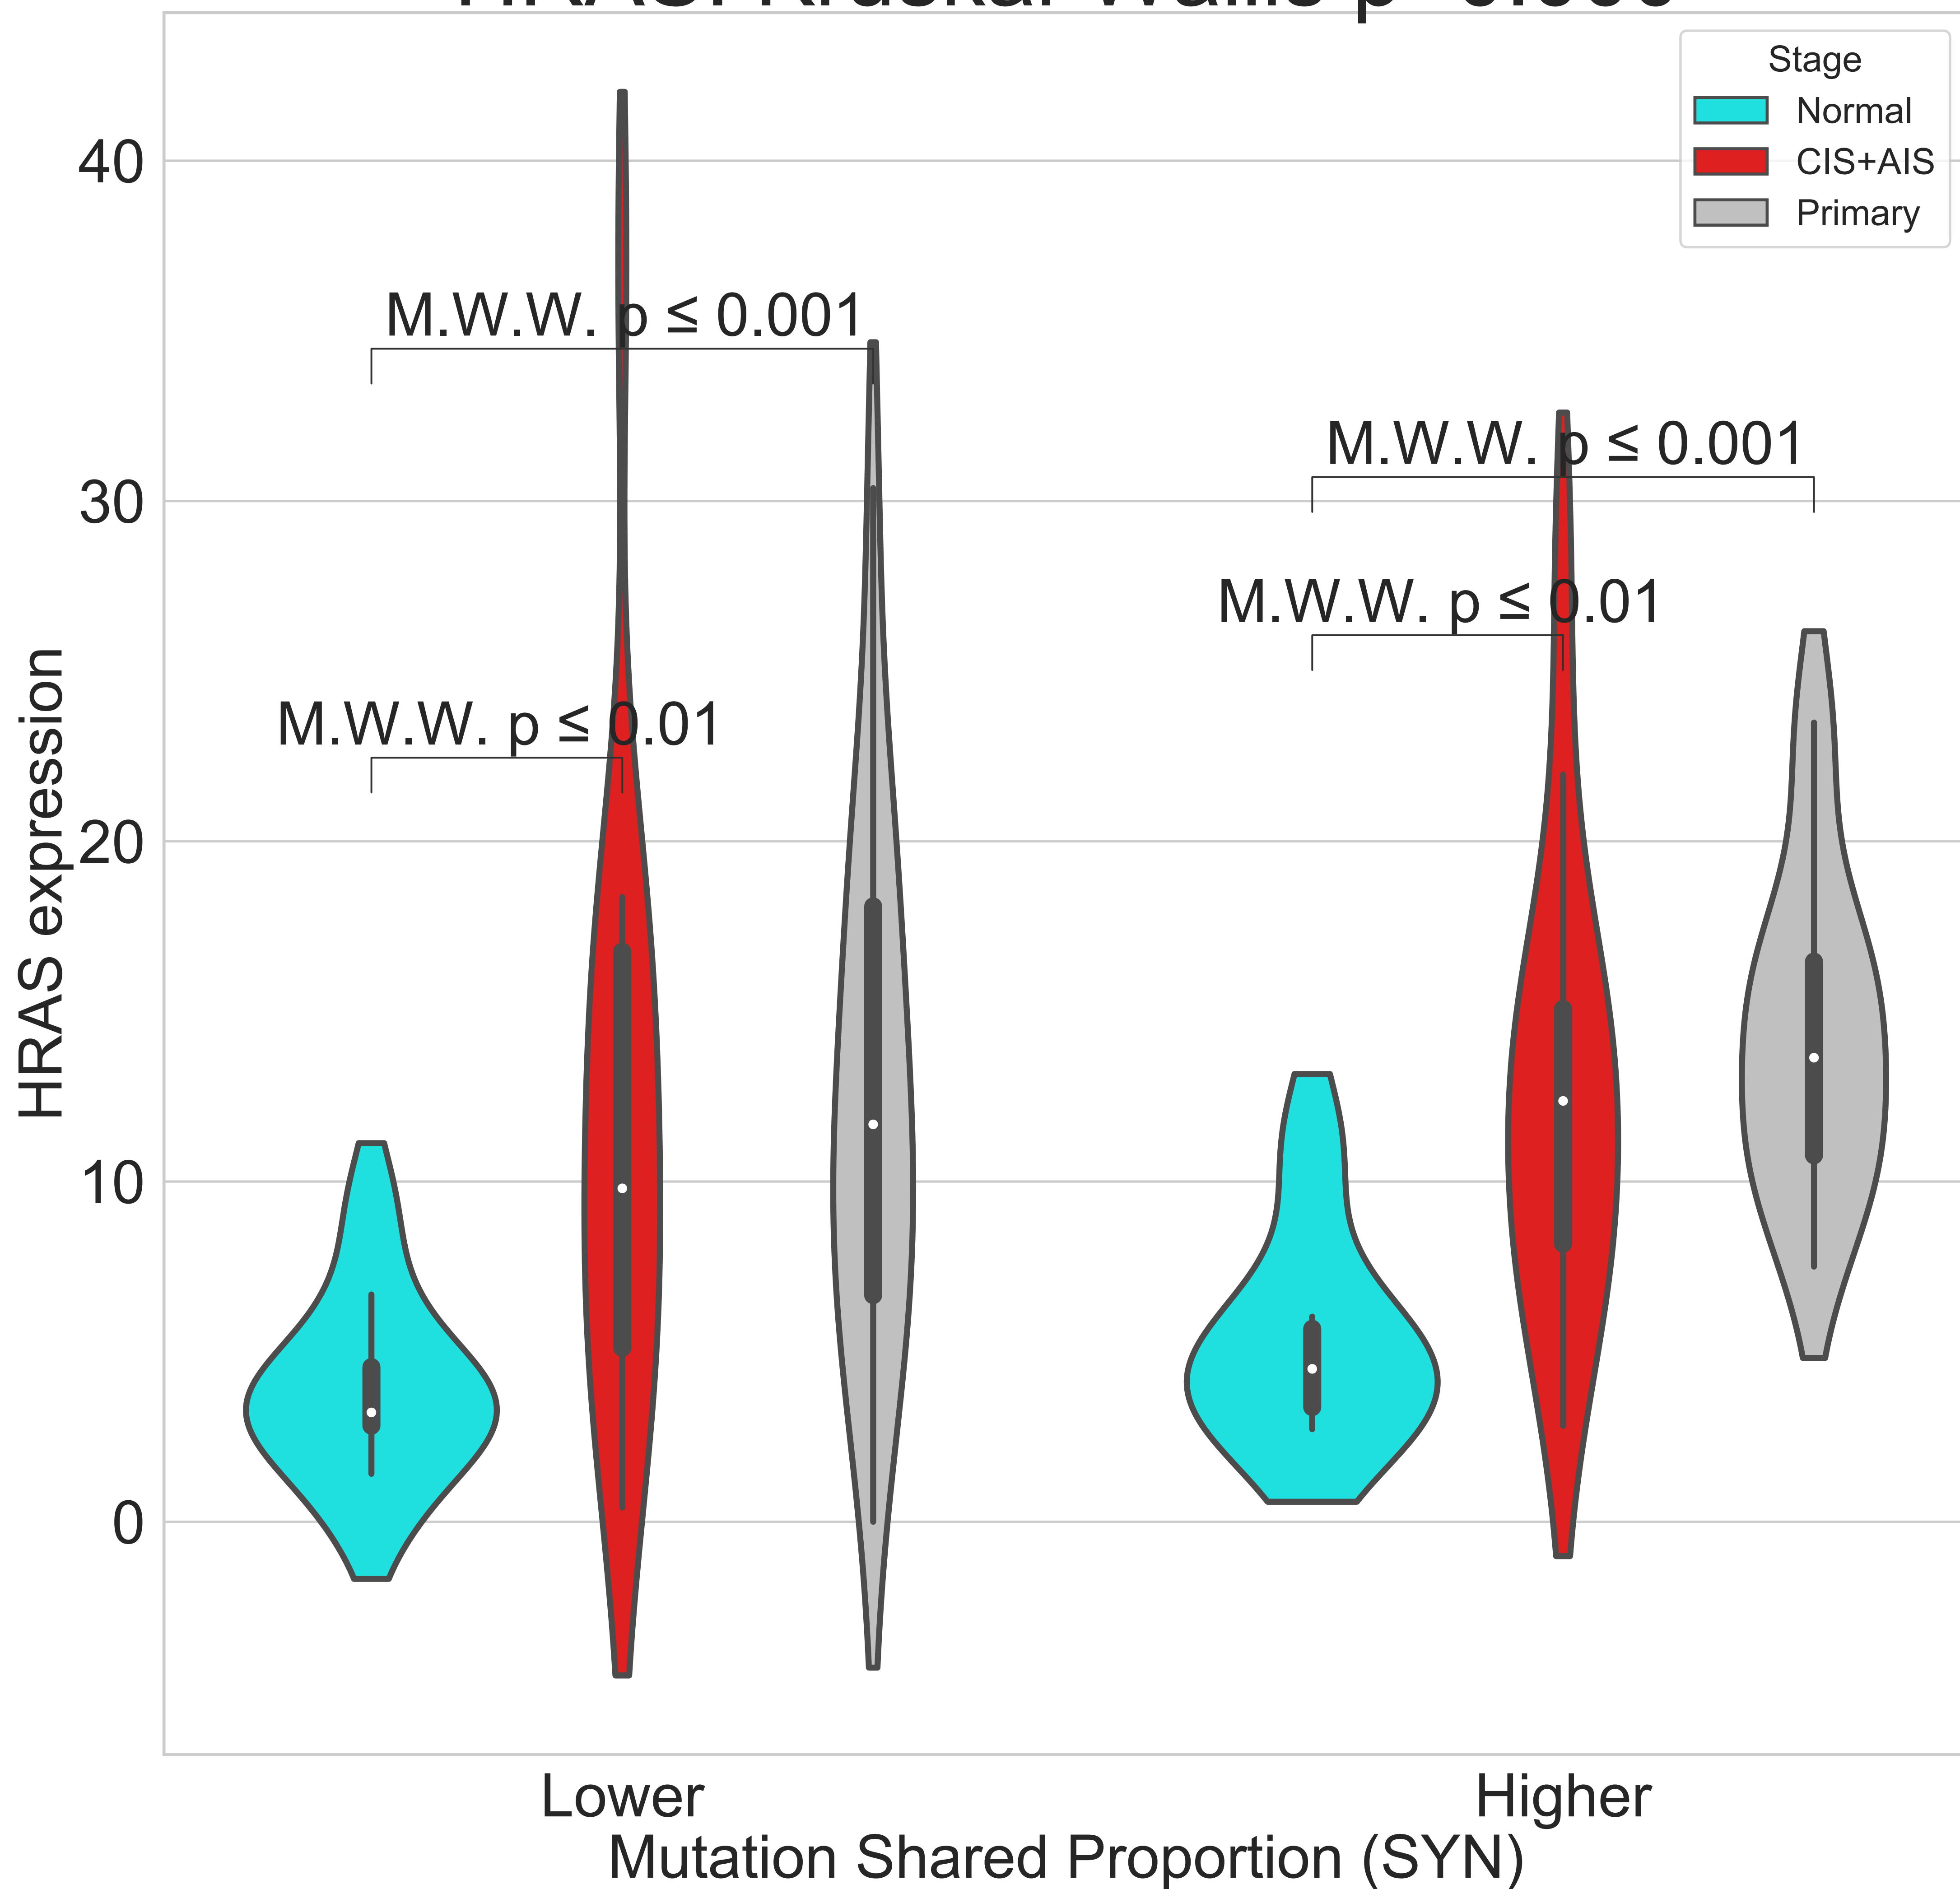 Stage
Normal
CIS+AIS
Primary
40
30
20
10
0
HRAS expression
M.W.W. p ≤ 0.001
M.W.W. p ≤ 0.001
M.W.W. p ≤ 0.01
M.W.W. p ≤ 0.01
Lower
Higher
Mutation Shared Proportion (SYN)